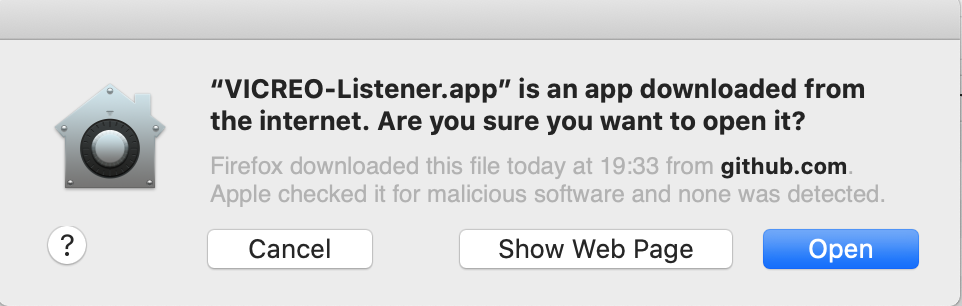 “VICREO-Listener.app” is an app downloaded from
the internet. Are you sure you want to open it?
Firefox downloaded this file today at 19:33 from github.com.
Apple checked it for malicious software and none was detected.
?
Cancel
Show Web Page
Open